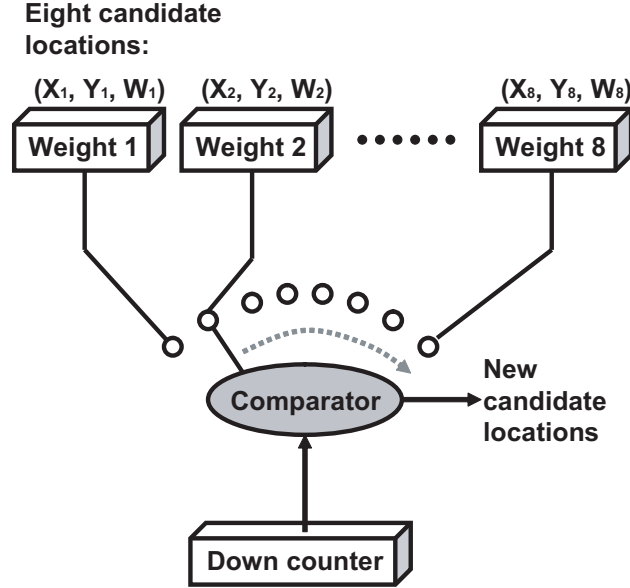 Eight candidate
locations:
(X1, Y1, W1) (X2, Y2, W2) (X8, Y8, W8)
Weight 1 Weight 2 Weight 8
Comparator
New
candidate
locations
Down counter